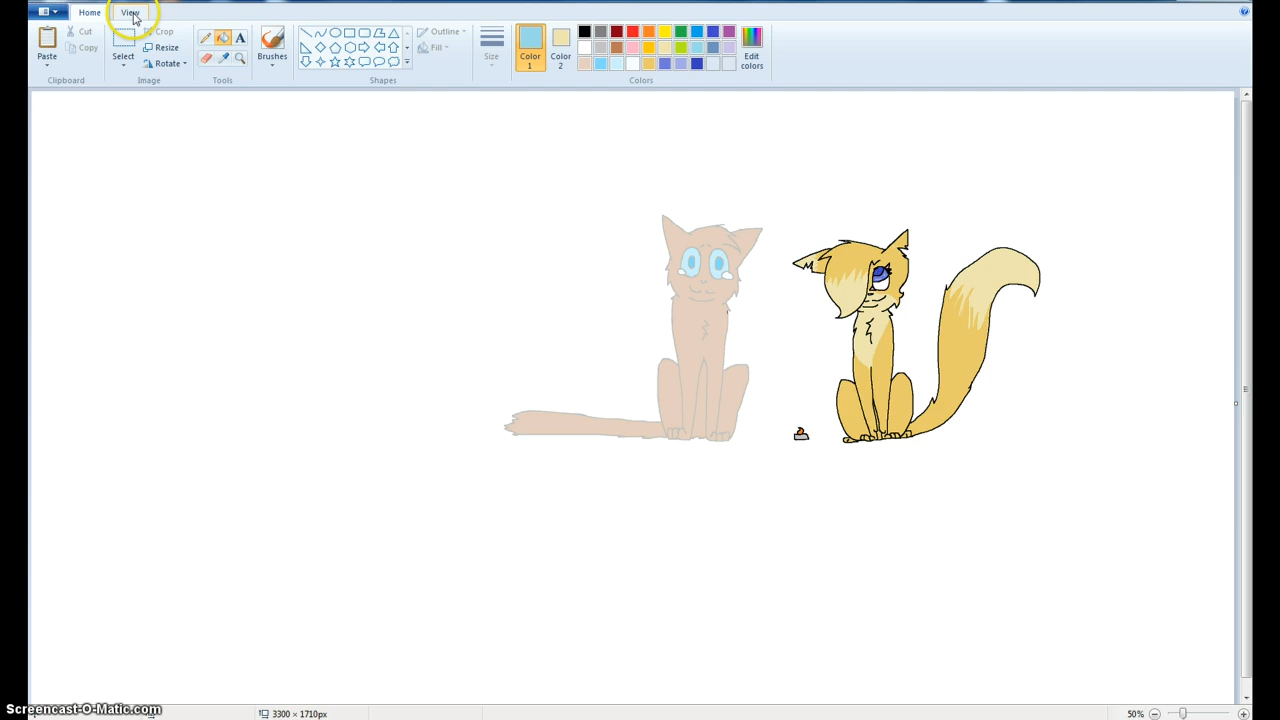 Home View
Paste
Cut
Copy
Clipboard
Select
Crop
Resize
Rotate
Image
A
Tools
Brushes
Outline
Fill
Shapes
Size
Color
1
Color
2
Edit
colors
Colors
Screencast-O-Matic.com
3300 × 1710px
50%